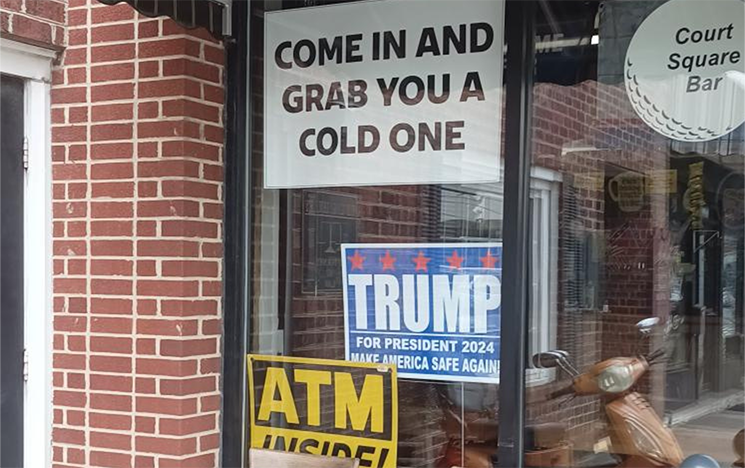 COME IN AND
GRAB YOU A
COLD ONE
Court
Square
Bar
TRUMP
FOR PRESIDENT 2024
MAKE AMERICA SAFE AGAIN!
ATM
INSIDE!